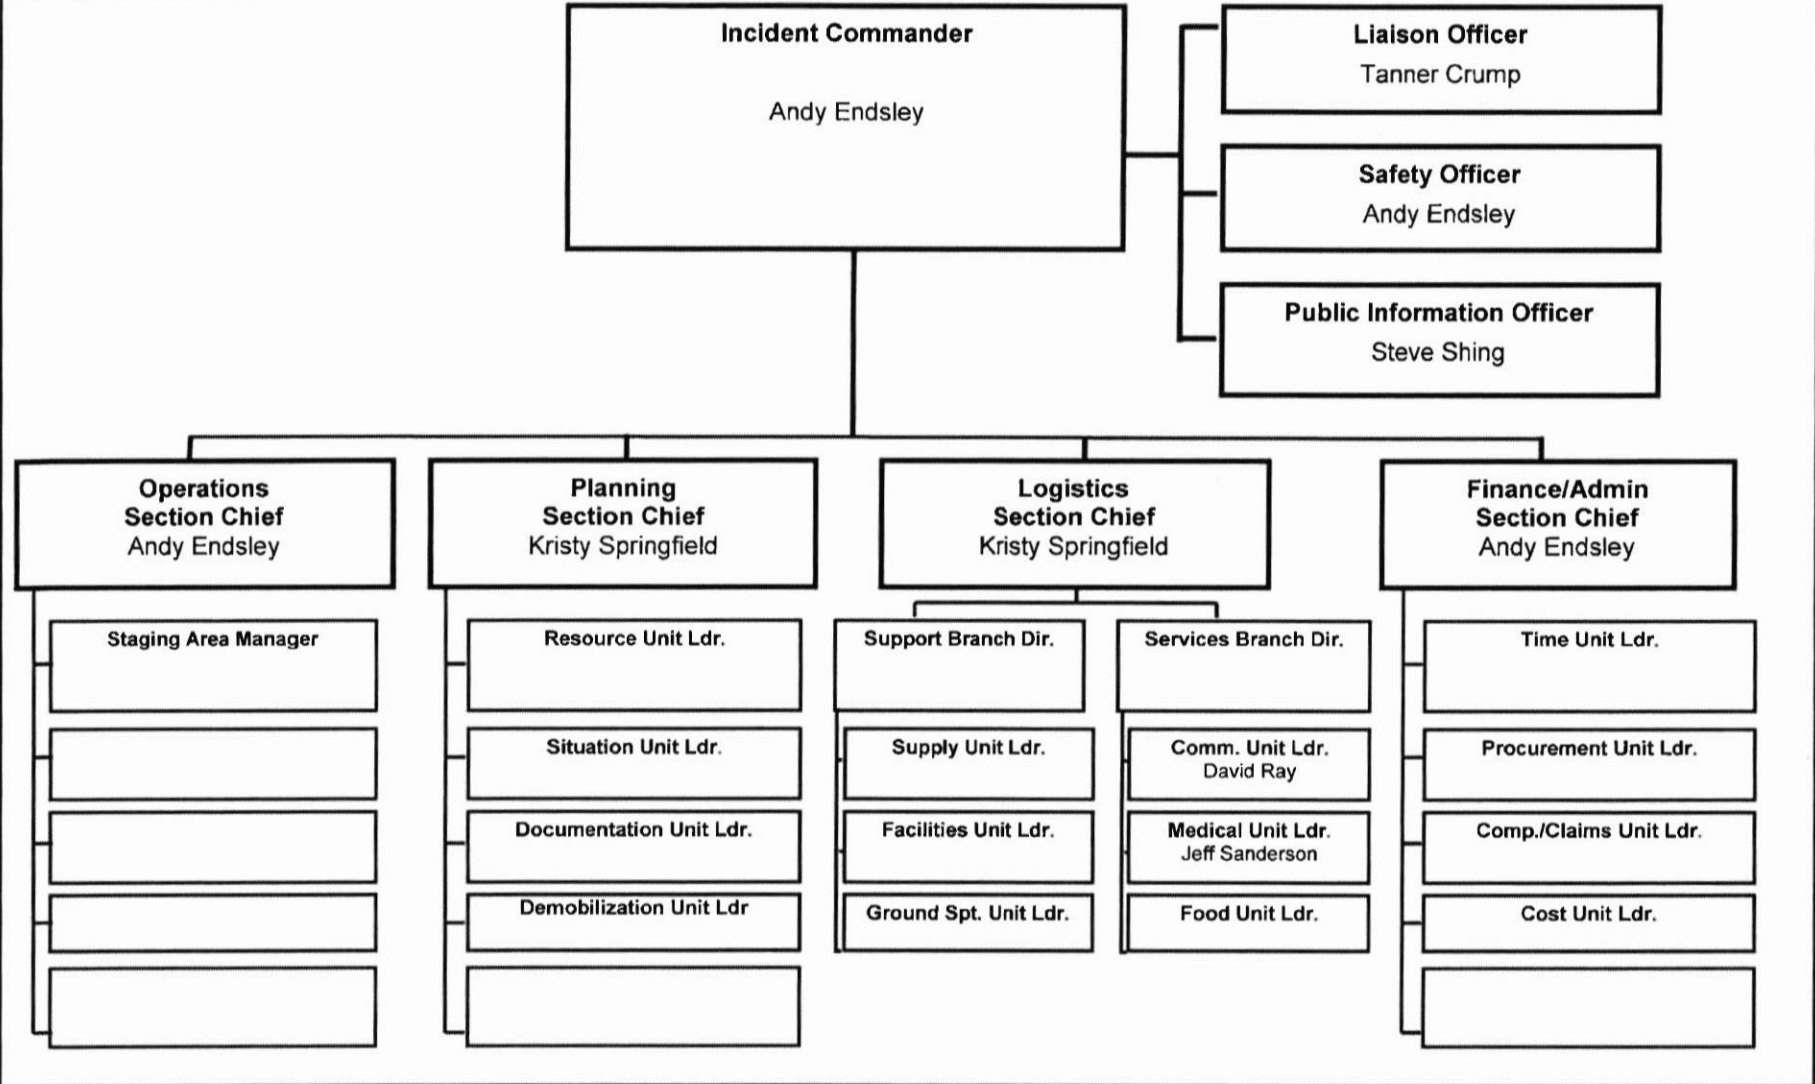 Incident Commander
Andy Endsley
Liaison Officer
Tanner Crump
Safety Officer
Andy Endsley
Public Information Officer
Steve Shing
Operations
Section Chief
Andy Endsley
Planning
Section Chief
Kristy Springfield
Logistics
Section Chief
Kristy Springfield
Finance/Admin
Section Chief
Andy Endsley
Staging Area Manager
Resource Unit Ldr.
Situation Unit Ldr.
Documentation Unit Ldr.
Demobilization Unit Ldr
Support Branch Dir.
Supply Unit Ldr.
Facilities Unit Ldr.
Ground Spt. Unit Ldr.
Services Branch Dir.
Comm. Unit Ldr.
David Ray
Medical Unit Ldr.
Jeff Sanderson
Food Unit Ldr.
Time Unit Ldr.
Procurement Unit Ldr.
Comp./Claims Unit Ldr.
Cost Unit Ldr.